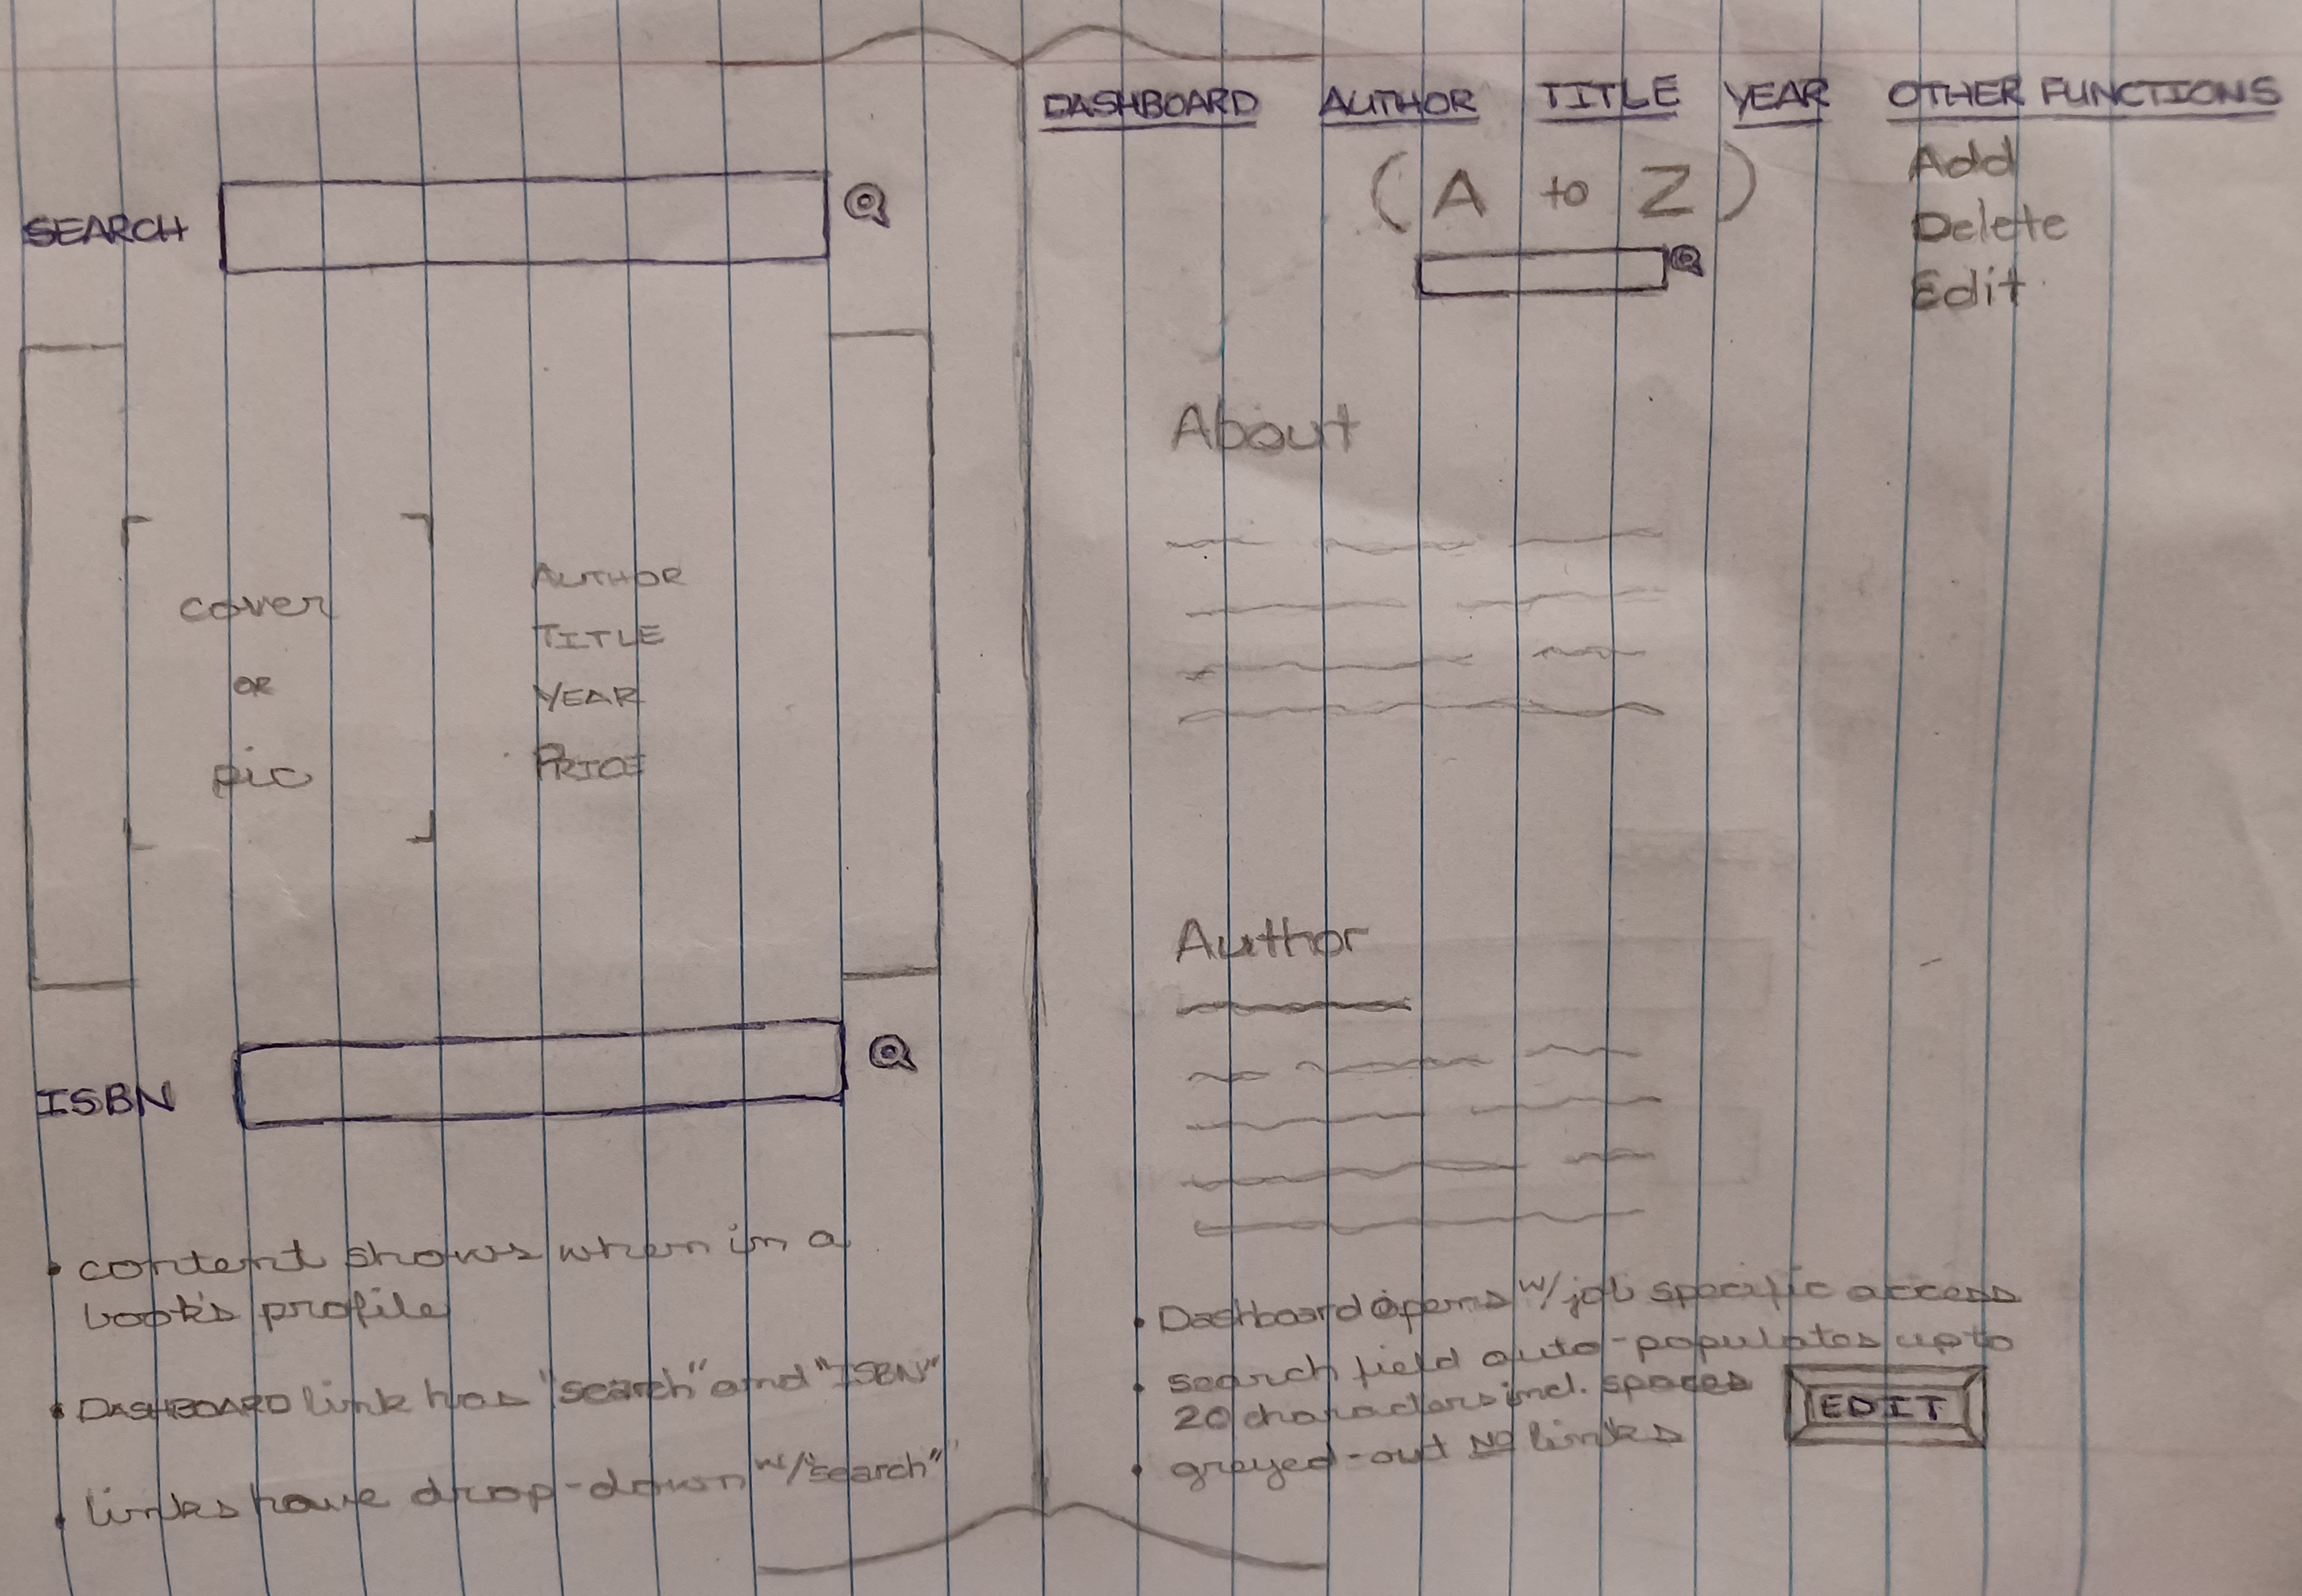 SEARCH
cover
OR
pic
AUTHOR
TITLE
YEAR
PRICE
ISBN
• content shows when in a
book's profile
• DASHBOARD link has "search" and "ISBN"
• links have drop-down w/"search"
DASHBOARD AUTHOR TITLE YEAR OTHER FUNCTIONS
(A to Z)
Add
Delete
Edit
About
Author
• Dashboard opens w/job specific access
• search field auto-populates up to
20 characters incl. spaces
• greyed-out NO links
EDIT